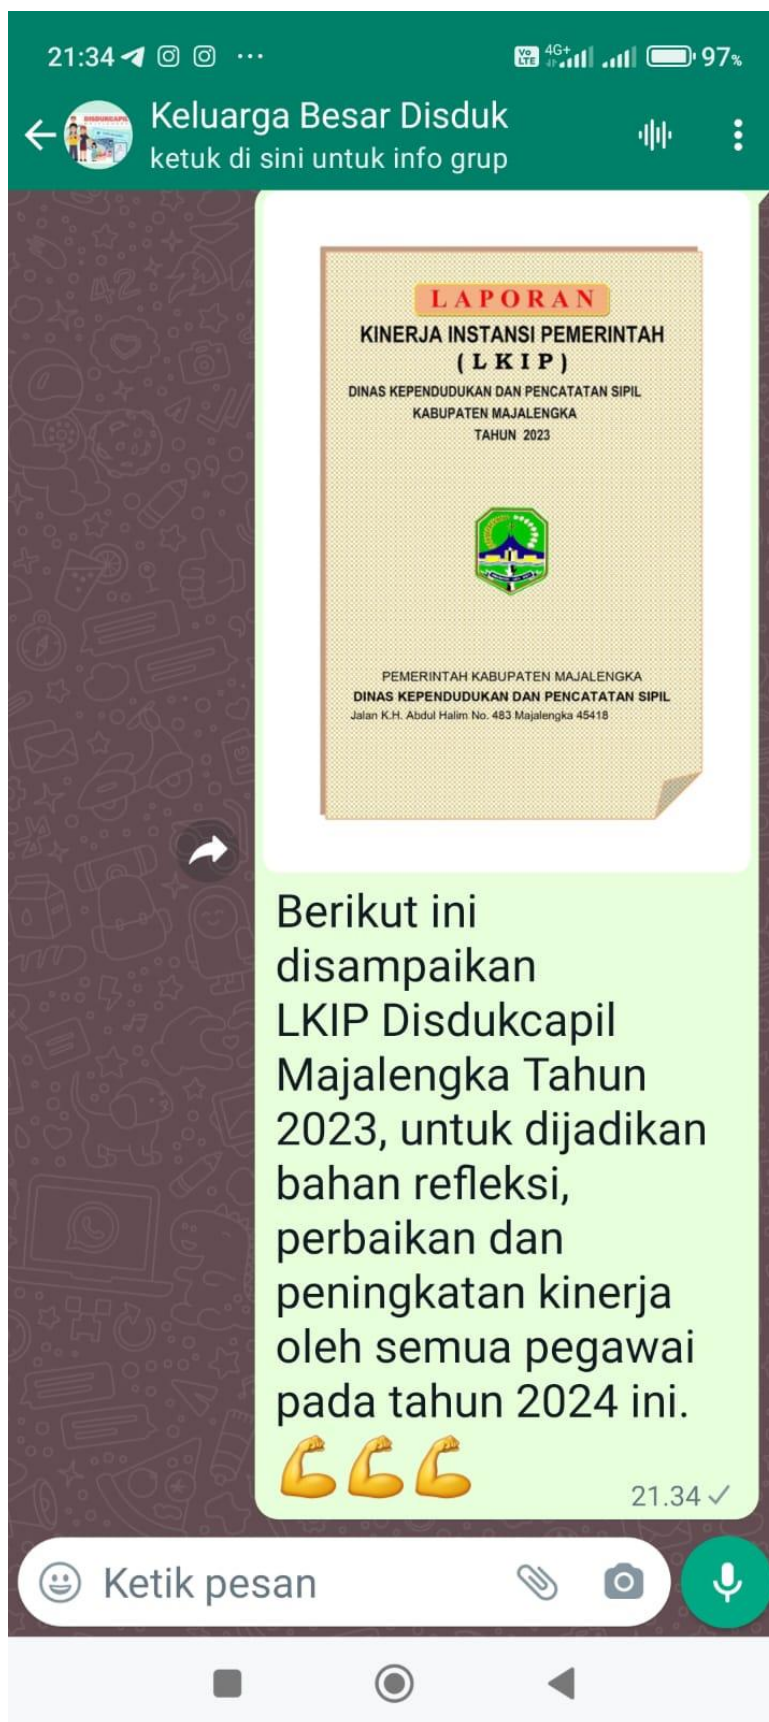 21:34 ... Vo LTE 4G+ 97%
Keluarga Besar Disduk
ketuk di sini untuk info grup
LAPORAN
KINERJA INSTANSI PEMERINTAH
( L K I P )
DINAS KEPENDUDUKAN DAN PENCATATAN SIPIL
KABUPATEN MAJALENGKA
TAHUN 2023
PEMERINTAH KABUPATEN MAJALENGKA
DINAS KEPENDUDUKAN DAN PENCATATAN SIPIL
Jalan K.H. Abdul Halim No. 483 Majalengka 45418
Berikut ini
disampaikan
LKIP Disdukcapil
Majalengka Tahun
2023, untuk dijadikan
bahan refleksi,
perbaikan dan
peningkatan kinerja
oleh semua pegawai
pada tahun 2024 ini.
💪💪💪
21.34
Ketik pesan